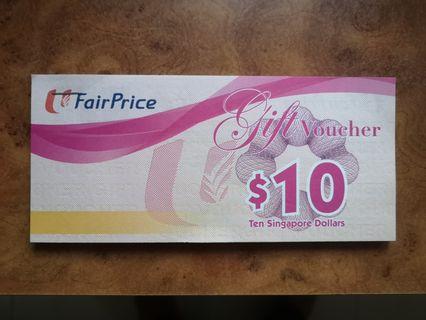 FairPrice
Gift Voucher
$10
Ten Singapore Dollars